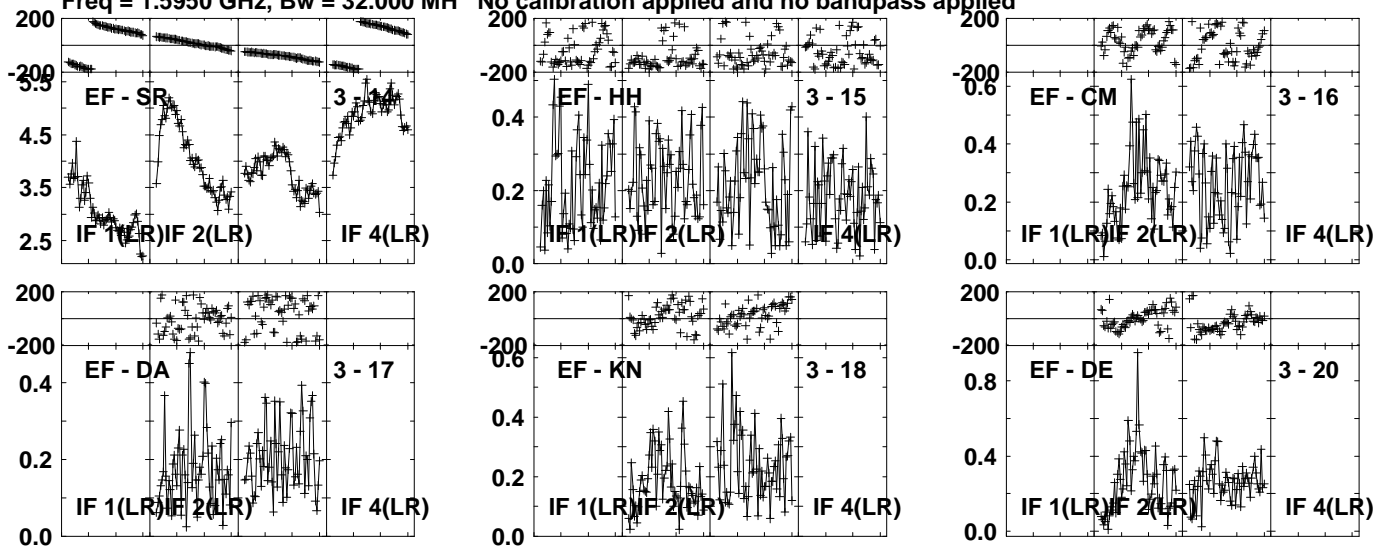 Freq = 1.5950 GHz, Bw = 32.000 MH No calibration applied and no bandpass applied
200
-200
5.5
4.5
3.5
2.5
EF - SR
3 - 14
IF 1(LR)
IF 2(LR)
IF 4(LR)
200
-200
0.4
0.2
0.0
EF - HH
3 - 15
IF 1(LR)
IF 2(LR)
IF 4(LR)
200
-200
0.6
0.4
0.2
0.0
EF - CM
3 - 16
IF 1(LR)
IF 2(LR)
IF 4(LR)
200
-200
0.4
0.2
0.0
EF - DA
3 - 17
IF 1(LR)
IF 2(LR)
IF 4(LR)
200
-200
0.6
0.4
0.2
0.0
EF - KN
3 - 18
IF 1(LR)
IF 2(LR)
IF 4(LR)
200
-200
0.8
0.4
0.0
EF - DE
3 - 20
IF 1(LR)
IF 2(LR)
IF 4(LR)